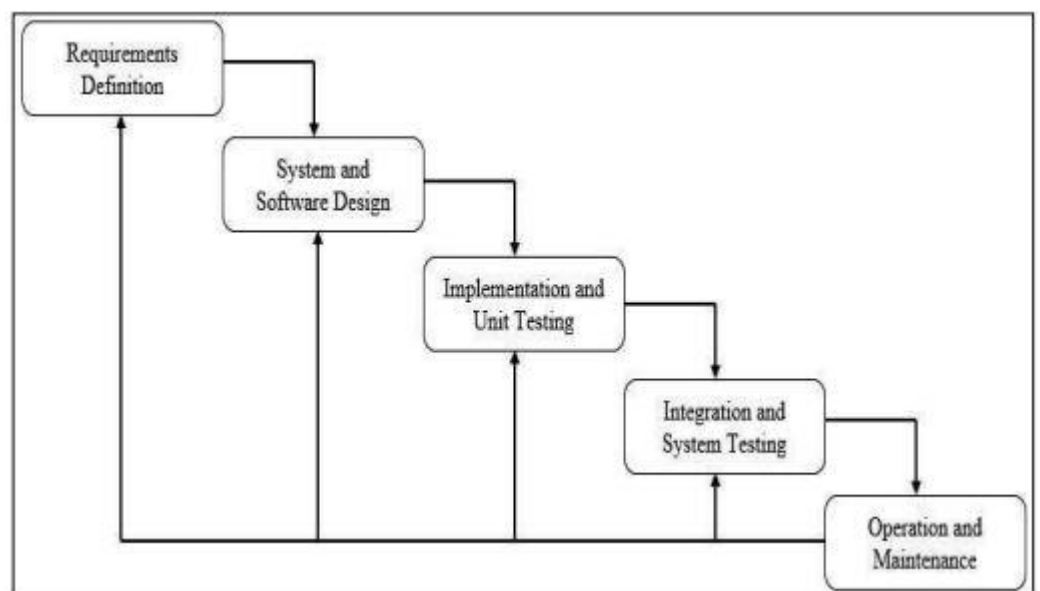 Requirements
Definition
System and
Software Design
Implementation and
Unit Testing
Integration and
System Testing
Operation and
Maintenance